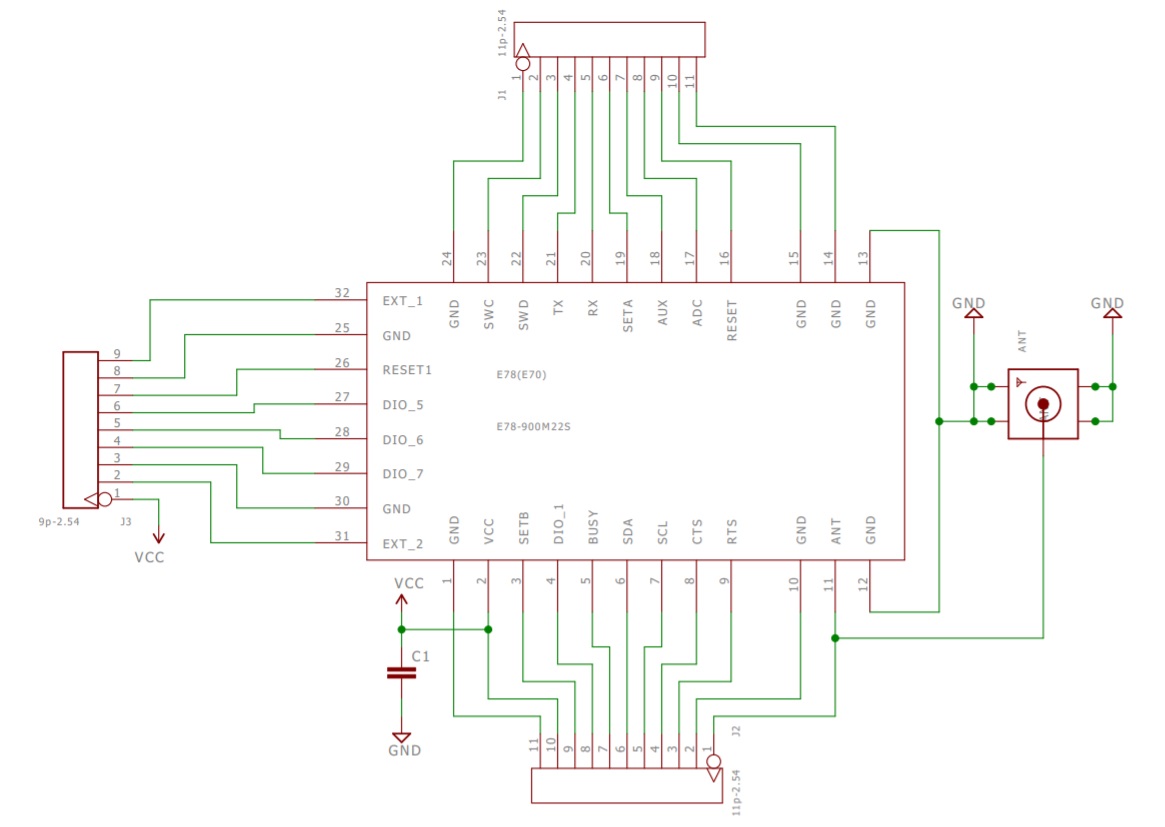 11p-2.54
J1
1 2 3 4 5 6 7 8 9 10 11
24 23 22 21 20 19 18 17 16 15 14 13
GND SWC SWD TX RX SETA AUX ADC RESET GND GND GND
32 EXT_1
25 GND
26 RESET1
27 DIO_5
28 DIO_6
29 DIO_7
30 GND
31 EXT_2
9
8
7
6
5
4
3
2
1
9p-2.54 J3
VCC
E78(E70)
E78-900M22S
GND GND
ANT
GND VCC SETB DIO_1 BUSY SDA SCL CTS RTS GND ANT GND
1 2 3 4 5 6 7 8 9 10 11 12
VCC
C1
GND
11 10 9 8 7 6 5 4 3 2 1
J2
11p-2.54